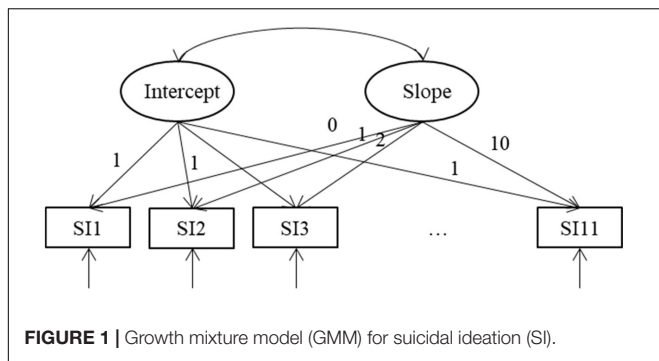 Intercept Slope
0 1 2 10
1 1 1
SI1 SI2 SI3 … SI11
FIGURE 1 | Growth mixture model (GMM) for suicidal ideation (SI).